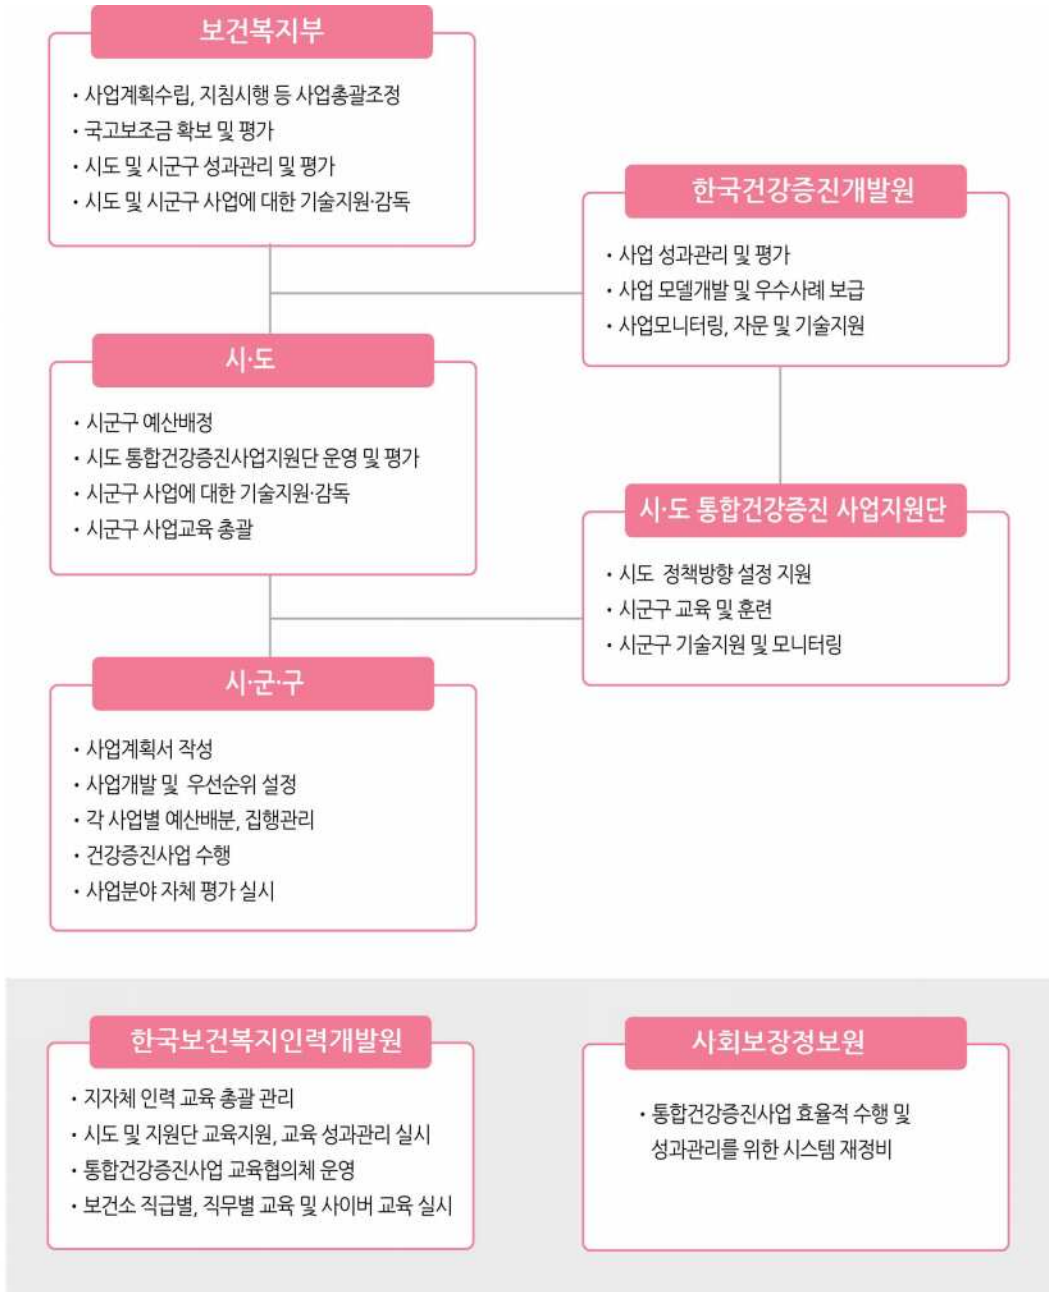 보건복지부
• 사업계획수립, 지침시행 등 사업총괄조정
• 국고보조금 확보 및 평가
• 시도 및 시군구 성과관리 및 평가
• 시도 및 시군구 사업에 대한 기술지원·감독
한국건강증진개발원
• 사업 성과관리 및 평가
• 사업 모델개발 및 우수사례 보급
• 사업모니터링, 자문 및 기술지원
시·도
• 시군구 예산배정
• 시도 통합건강증진사업지원단 운영 및 평가
• 시군구 사업에 대한 기술지원·감독
• 시군구 사업교육 총괄
시·도 통합건강증진 사업지원단
• 시도 정책방향 설정 지원
• 시군구 교육 및 훈련
• 시군구 기술지원 및 모니터링
시·군·구
• 사업계획서 작성
• 사업개발 및 우선순위 설정
• 각 사업별 예산배분, 집행관리
• 건강증진사업 수행
• 사업분야 자체 평가 실시
한국보건복지인력개발원
• 지자체 인력 교육 총괄 관리
• 시도 및 지원단 교육지원, 교육 성과관리 실시
• 통합건강증진사업 교육협의체 운영
• 보건소 직급별, 직무별 교육 및 사이버 교육 실시
사회보장정보원
• 통합건강증진사업 효율적 수행 및
성과관리를 위한 시스템 재정비